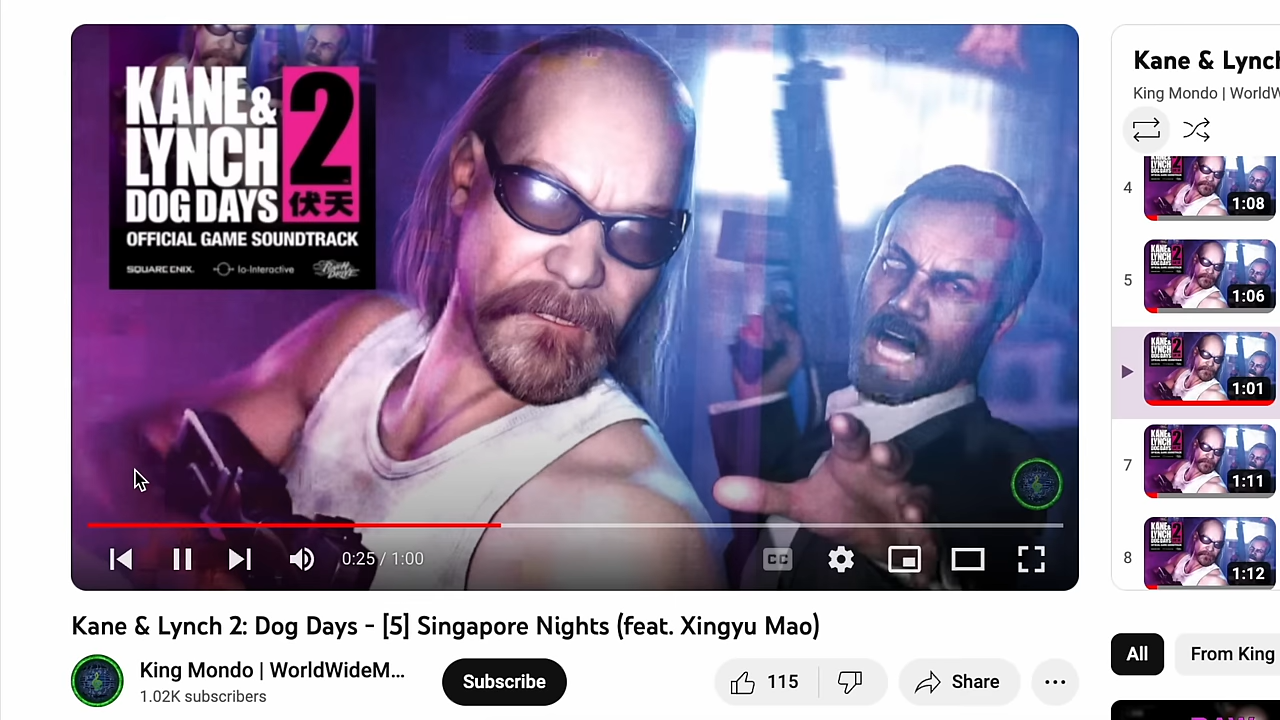 KANE &
LYNCH 2
DOG DAYS 伏天
OFFICIAL GAME SOUNDTRACK
SQUARE ENIX. Io-Interactive
0:25 / 1:00
CC
Kane & Lynch 2: Dog Days - [5] Singapore Nights (feat. Xingyu Mao)
King Mondo | WorldWideM...
1.02K subscribers
Subscribe
115
Share
Kane & Lynch
King Mondo | WorldW
4
1:08
5
1:06
1:01
7
1:11
8
1:12
All
From King